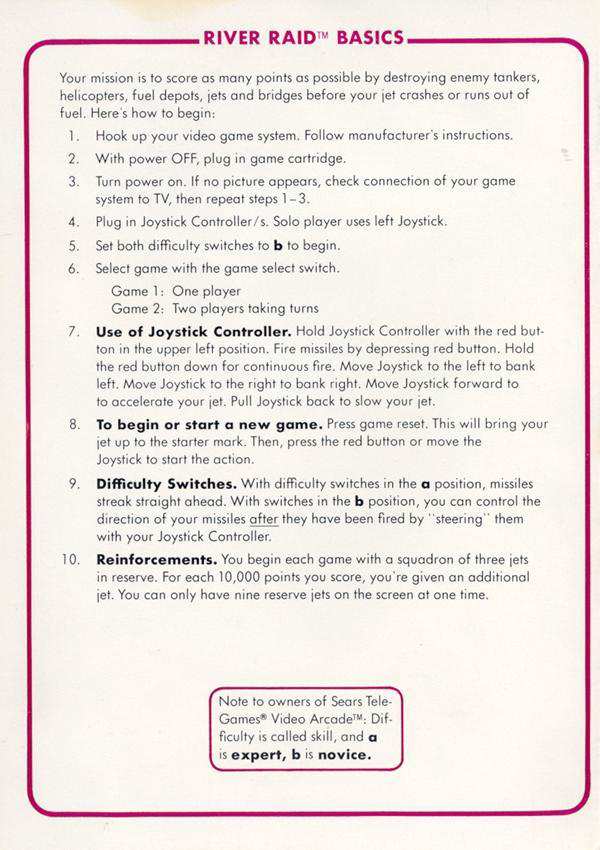 RIVER RAID™ BASICS
Your mission is to score as many points as possible by destroying enemy tankers,
helicopters, fuel depots, jets and bridges before your jet crashes or runs out of
fuel. Here's how to begin:
1. Hook up your video game system. Follow manufacturer's instructions.
2. With power OFF, plug in game cartridge.
3. Turn power on. If no picture appears, check connection of your game
system to TV, then repeat steps 1–3.
4. Plug in Joystick Controller/s. Solo player uses left Joystick.
5. Set both difficulty switches to b to begin.
6. Select game with the game select switch.
Game 1: One player
Game 2: Two players taking turns
7. Use of Joystick Controller. Hold Joystick Controller with the red but-
ton in the upper left position. Fire missiles by depressing red button. Hold
the red button down for continuous fire. Move Joystick to the left to bank
left. Move Joystick to the right to bank right. Move Joystick forward to
to accelerate your jet. Pull Joystick back to slow your jet.
8. To begin or start a new game. Press game reset. This will bring your
jet up to the starter mark. Then, press the red button or move the
Joystick to start the action.
9. Difficulty Switches. With difficulty switches in the a position, missiles
streak straight ahead. With switches in the b position, you can control the
direction of your missiles after they have been fired by "steering" them
with your Joystick Controller.
10. Reinforcements. You begin each game with a squadron of three jets
in reserve. For each 10,000 points you score, you're given an additional
jet. You can only have nine reserve jets on the screen at one time.
Note to owners of Sears Tele-
Games® Video Arcade™: Dif-
ficulty is called skill, and a
is expert, b is novice.